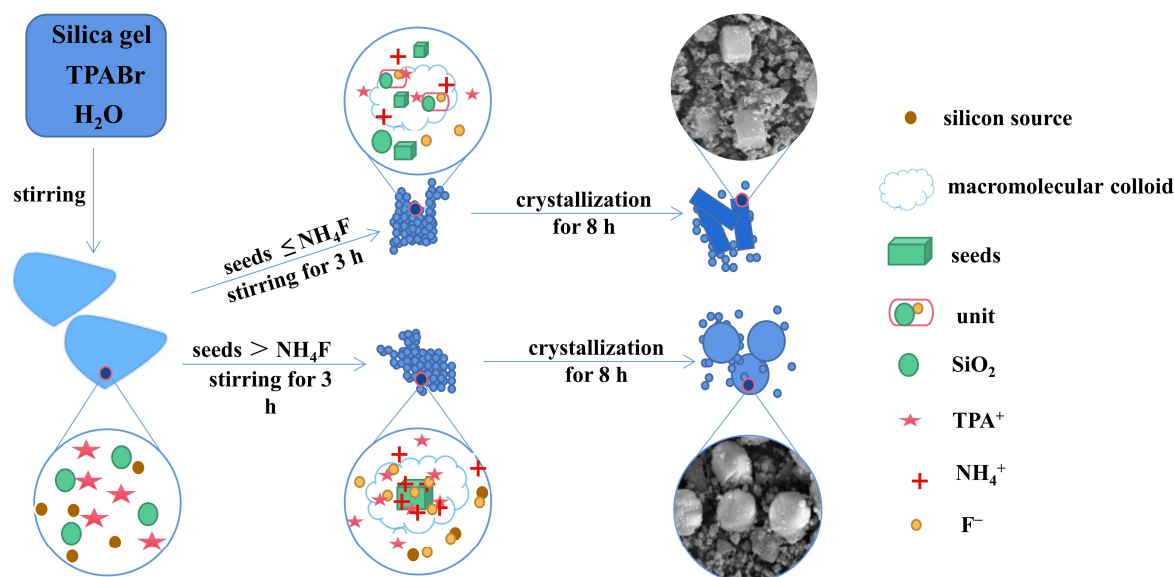 Silica gel
TPABr
H₂O
stirring
seeds ≤ NH₄F
stirring for 3 h
crystallization
for 8 h
seeds > NH₄F
stirring for 3
h
crystallization
for 8 h
silicon source
macromolecular colloid
seeds
unit
SiO₂
TPA⁺
NH₄⁺
F⁻